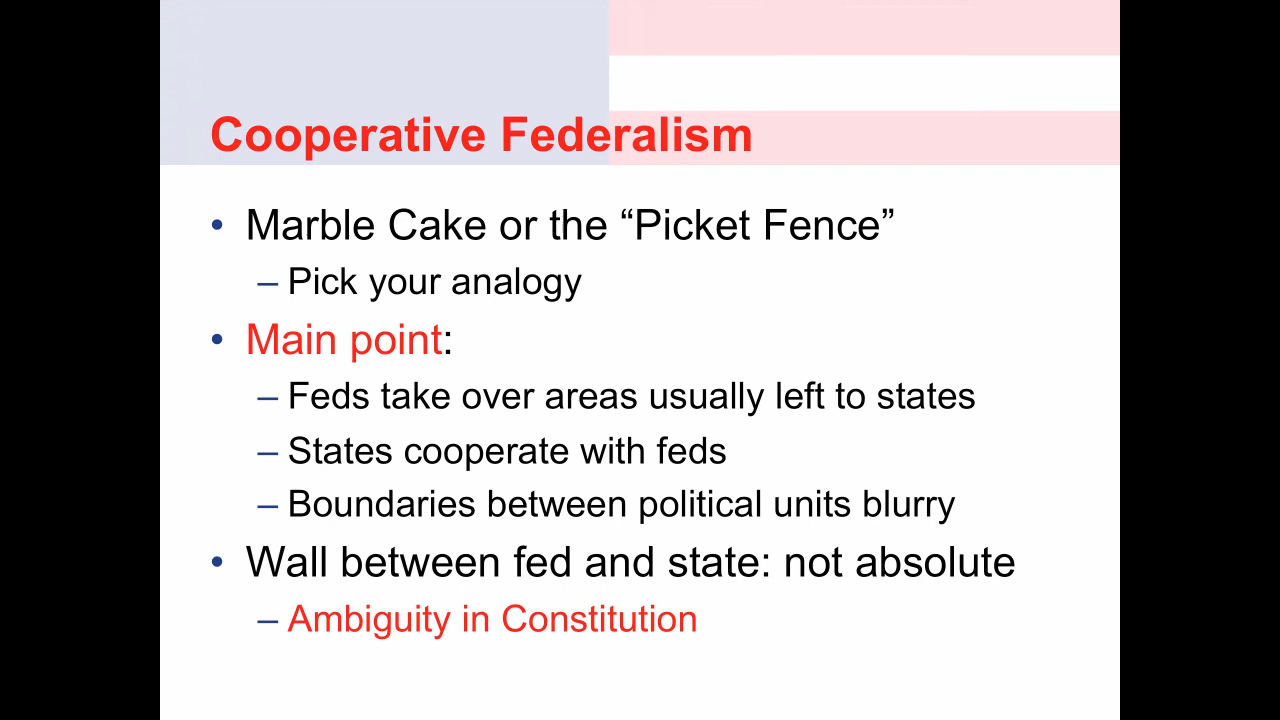 Cooperative Federalism
• Marble Cake or the “Picket Fence”
– Pick your analogy
• Main point:
– Feds take over areas usually left to states
– States cooperate with feds
– Boundaries between political units blurry
• Wall between fed and state: not absolute
– Ambiguity in Constitution